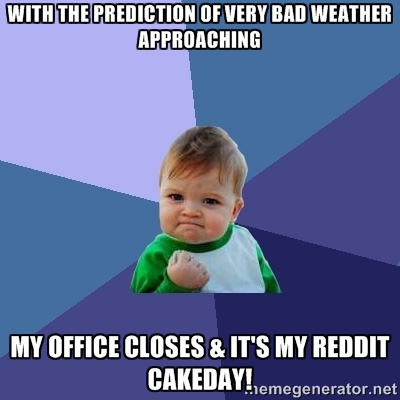 WITH THE PREDICTION OF VERY BAD WEATHER
APPROACHING
MY OFFICE CLOSES & IT'S MY REDDIT
CAKEDAY!
memegenerator.net